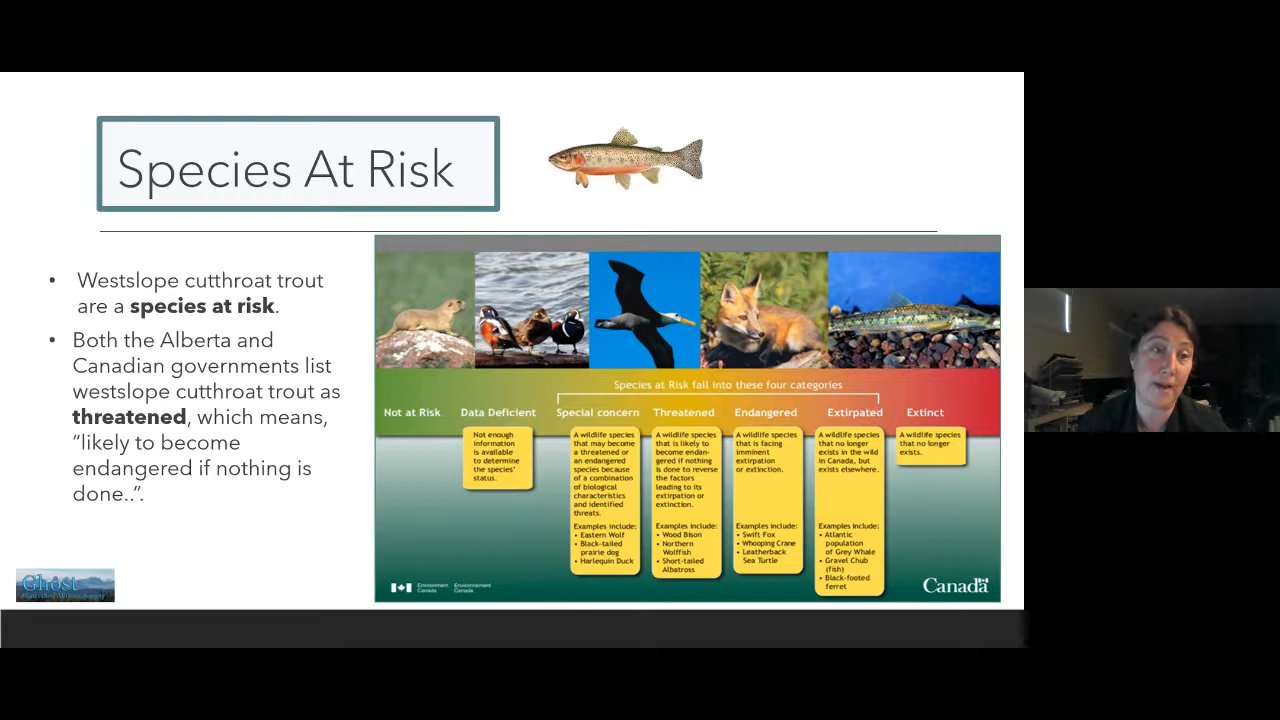 Species At Risk
• Westslope cutthroat trout
are a species at risk.
• Both the Alberta and
Canadian governments list
westslope cutthroat trout as
threatened, which means,
“likely to become
endangered if nothing is
done..”.
Ghost
Watershed Alliance Society
Species at Risk fall into these four categories
Not at Risk
Data Deficient
Special concern
Threatened
Endangered
Extirpated
Extinct
Not enough
information
is available
to determine
the species'
status.
A wildlife species
that may become
a threatened or
an endangered
species because
of a combination
of biological
characteristics
and identified
threats.
Examples include:
• Eastern Wolf
• Black-tailed
prairie dog
• Harlequin Duck
A wildlife species
that is likely to
become endan-
gered if nothing
is done to reverse
the factors
leading to its
extirpation or
extinction.
Examples include:
• Wood Bison
• Northern
Wolffish
• Short-tailed
Albatross
A wildlife species
that is facing
imminent
extirpation
or extinction.
Examples include:
• Swift Fox
• Whooping Crane
• Leatherback
Sea Turtle
A wildlife species
that no longer
exists in the wild
in Canada, but
exists elsewhere.
Examples include:
• Atlantic
population
of Grey Whale
• Gravel Chub
(fish)
• Black-footed
ferret
A wildlife species
that no longer
exists.
Environment Environnement
Canada Canada
Canada